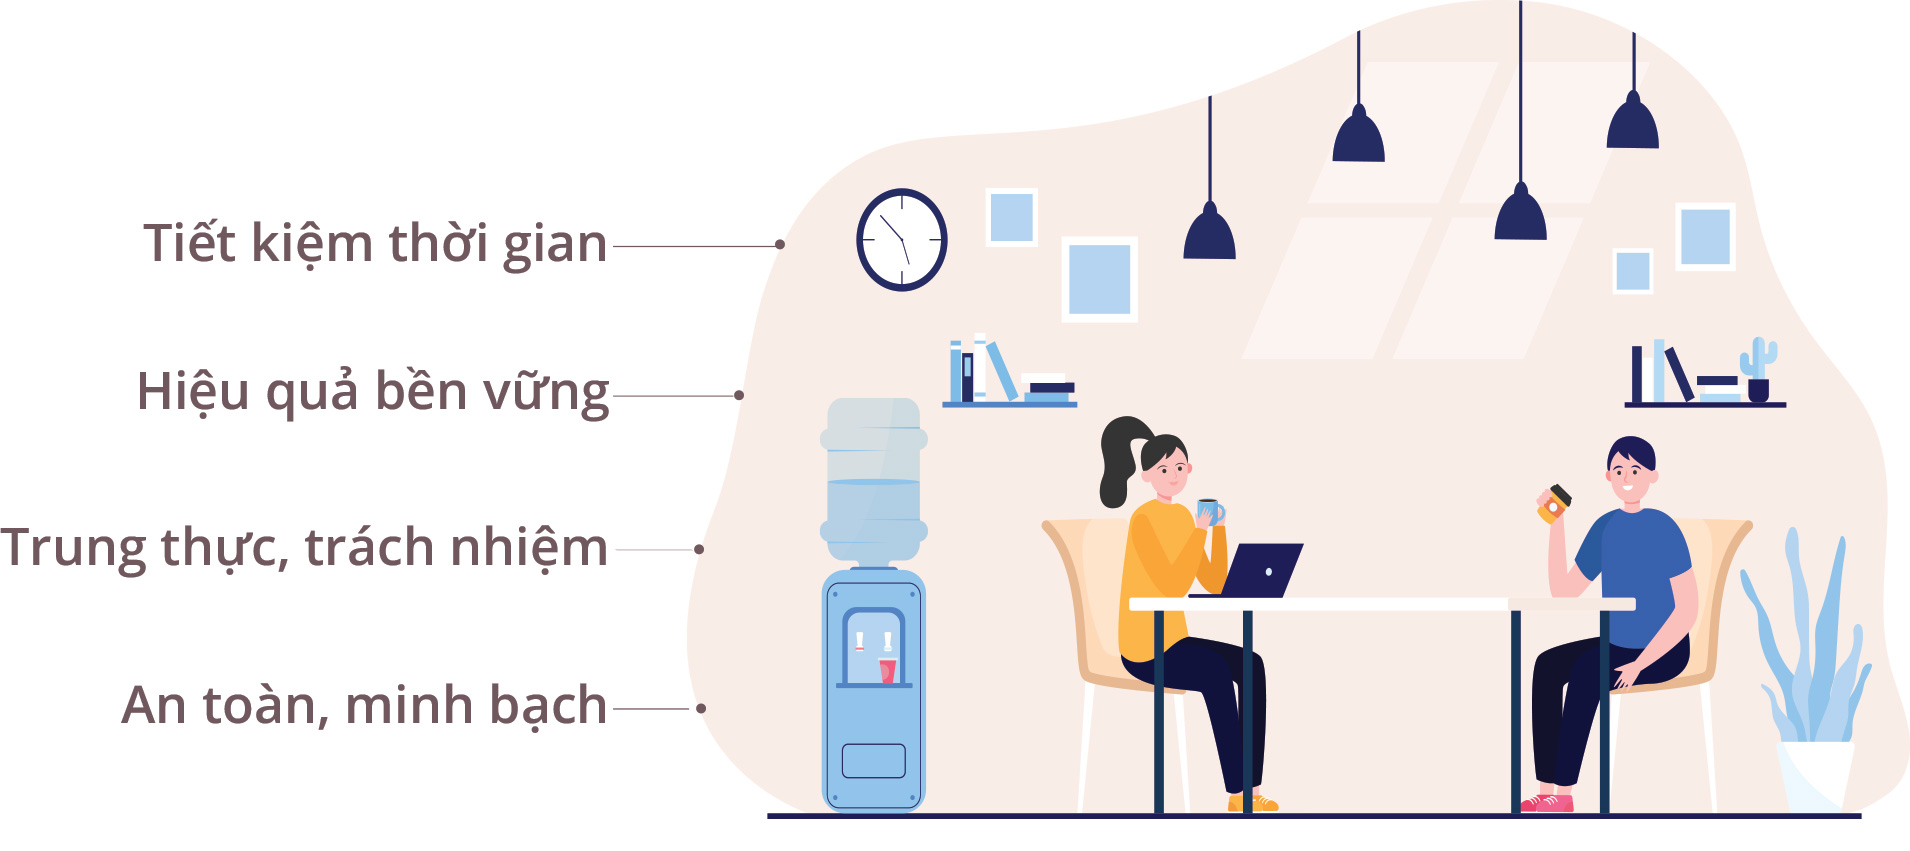 Tiết kiệm thời gian
Hiệu quả bền vững
Trung thực, trách nhiệm
An toàn, minh bạch